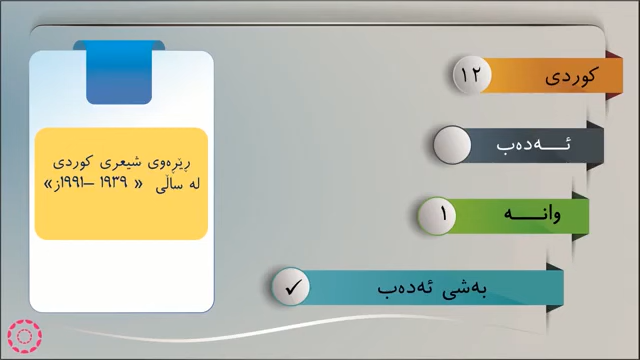 کوردی ١٢
ئـــەدەب
وانـــە ١
بەشی ئەدەب
ڕێڕەوی شیعری کوردی
لە ساڵی « ١٩٣٩ –١٩٩١ز»